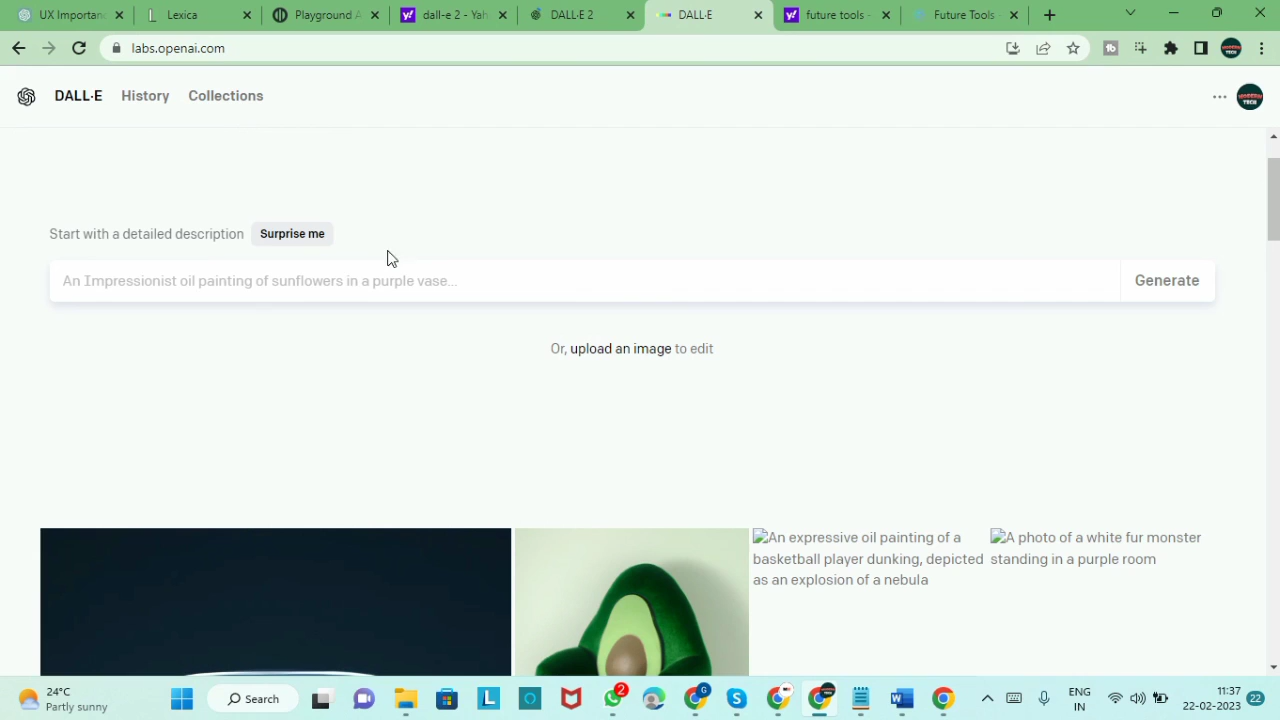 UX Importanc
Lexica
Playground A
dall-e 2 - Yah
DALL·E 2
DALL·E
future tools -
Future Tools -
labs.openai.com
DALL·E
History
Collections
Start with a detailed description
Surprise me
An Impressionist oil painting of sunflowers in a purple vase...
Generate
Or, upload an image to edit
An expressive oil painting of a
basketball player dunking, depicted
as an explosion of a nebula
A photo of a white fur monster
standing in a purple room
24°C
Partly sunny
Search
2
G
ENG
IN
11:37
22-02-2023
22